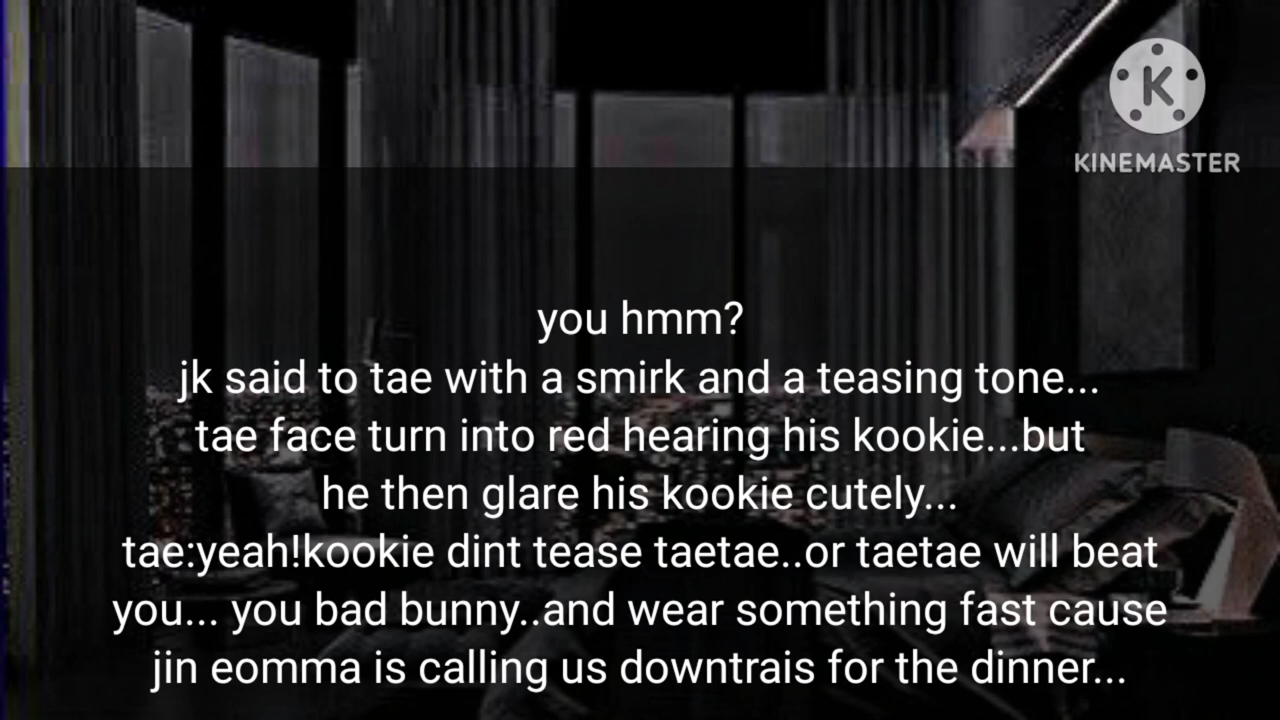 K
KINEMASTER
you hmm?
jk said to tae with a smirk and a teasing tone...
tae face turn into red hearing his kookie...but
he then glare his kookie cutely...
tae:yeah!kookie dint tease taetae..or taetae will beat
you... you bad bunny..and wear something fast cause
jin eomma is calling us downtrais for the dinner...